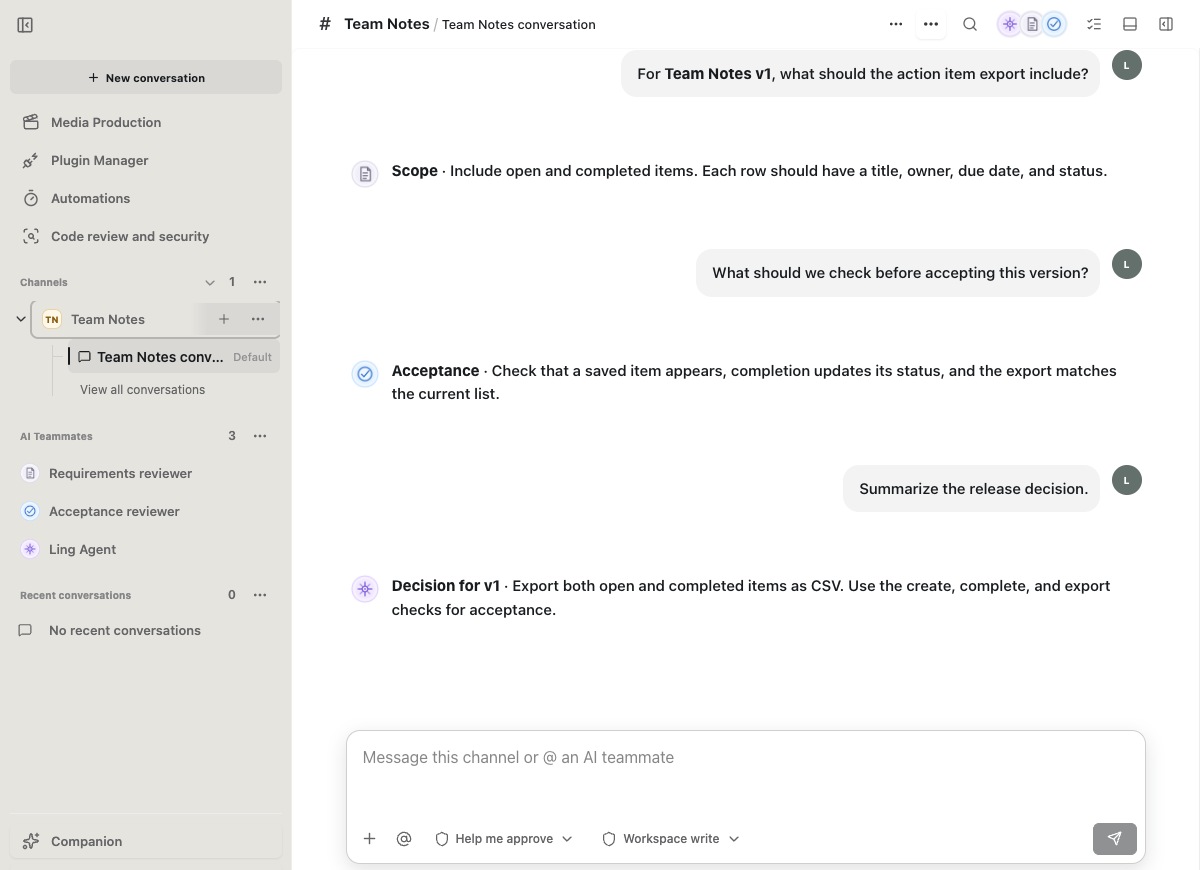 # Team Notes / Team Notes conversation
New conversation
Media Production
Plugin Manager
Automations
Code review and security
Channels 1
TN Team Notes
Team Notes conv... Default
View all conversations
AI Teammates 3
Requirements reviewer
Acceptance reviewer
Ling Agent
Recent conversations 0
No recent conversations
Companion
For Team Notes v1, what should the action item export include?
L
Scope · Include open and completed items. Each row should have a title, owner, due date, and status.
What should we check before accepting this version?
L
Acceptance · Check that a saved item appears, completion updates its status, and the export matches
the current list.
Summarize the release decision.
L
Decision for v1 · Export both open and completed items as CSV. Use the create, complete, and export
checks for acceptance.
Message this channel or @ an AI teammate
Help me approve
Workspace write